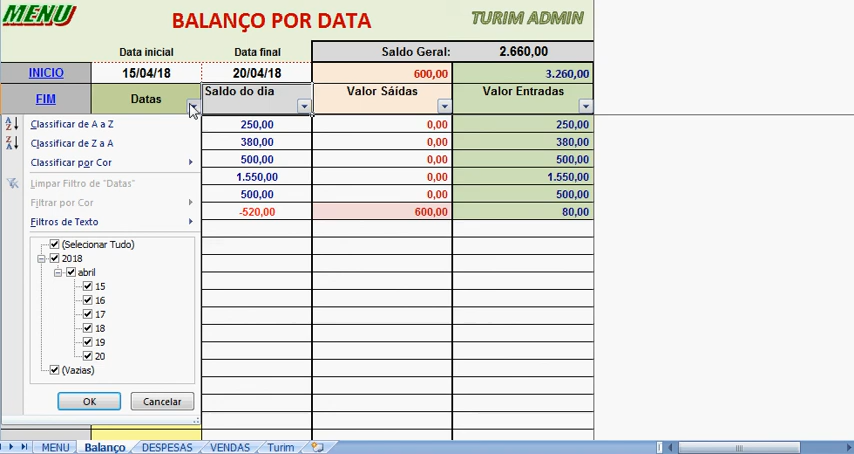 MENU
BALANÇO POR DATA
TURIM ADMIN
Data inicial
Data final
Saldo Geral:
2.660,00
INICIO
15/04/18
20/04/18
600,00
3.260,00
FIM
Datas
Saldo do dia
Valor Sáídas
Valor Entradas
Classificar de A a Z
250,00
0,00
250,00
Classificar de Z a A
380,00
0,00
380,00
Classificar por Cor
500,00
0,00
500,00
Limpar Filtro de "Datas"
1.550,00
0,00
1.550,00
Filtrar por Cor
500,00
0,00
500,00
Filtros de Texto
-520,00
600,00
80,00
(Selecionar Tudo)
2018
abril
15
16
17
18
19
20
(Vazias)
OK
Cancelar
MENU
Balanço
DESPESAS
VENDAS
Turim